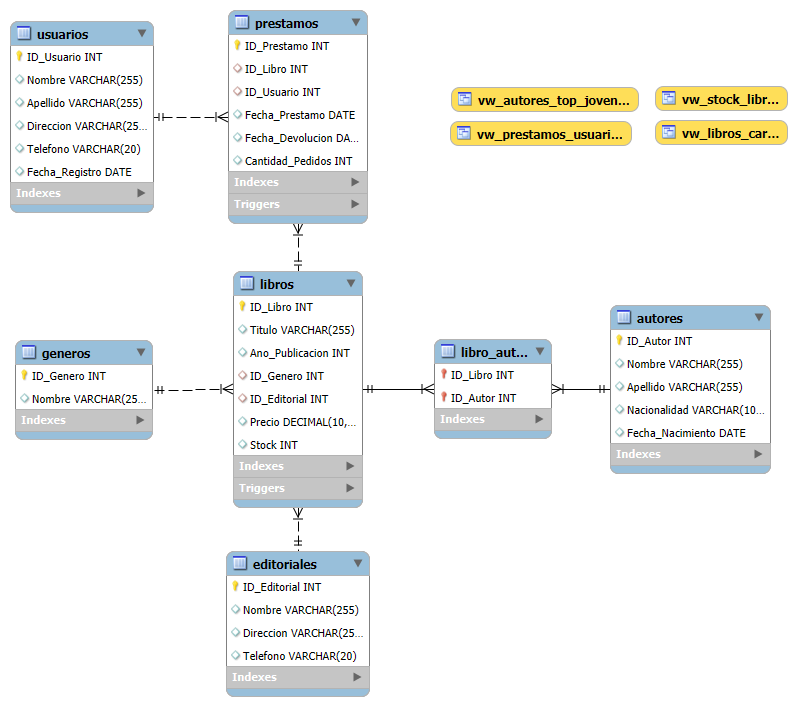 usuarios
ID_Usuario INT
Nombre VARCHAR(255)
Apellido VARCHAR(255)
Direccion VARCHAR(25...
Telefono VARCHAR(20)
Fecha_Registro DATE
Indexes
prestamos
ID_Prestamo INT
ID_Libro INT
ID_Usuario INT
Fecha_Prestamo DATE
Fecha_Devolucion DA...
Cantidad_Pedidos INT
Indexes
Triggers
vw_autores_top_joven...
vw_stock_libr...
vw_prestamos_usuari...
vw_libros_car...
generos
ID_Genero INT
Nombre VARCHAR(25...
Indexes
libros
ID_Libro INT
Titulo VARCHAR(255)
Ano_Publicacion INT
ID_Genero INT
ID_Editorial INT
Precio DECIMAL(10,...
Stock INT
Indexes
Triggers
libro_aut...
ID_Libro INT
ID_Autor INT
Indexes
autores
ID_Autor INT
Nombre VARCHAR(255)
Apellido VARCHAR(255)
Nacionalidad VARCHAR(10...
Fecha_Nacimiento DATE
Indexes
editoriales
ID_Editorial INT
Nombre VARCHAR(255)
Direccion VARCHAR(25...
Telefono VARCHAR(20)
Indexes